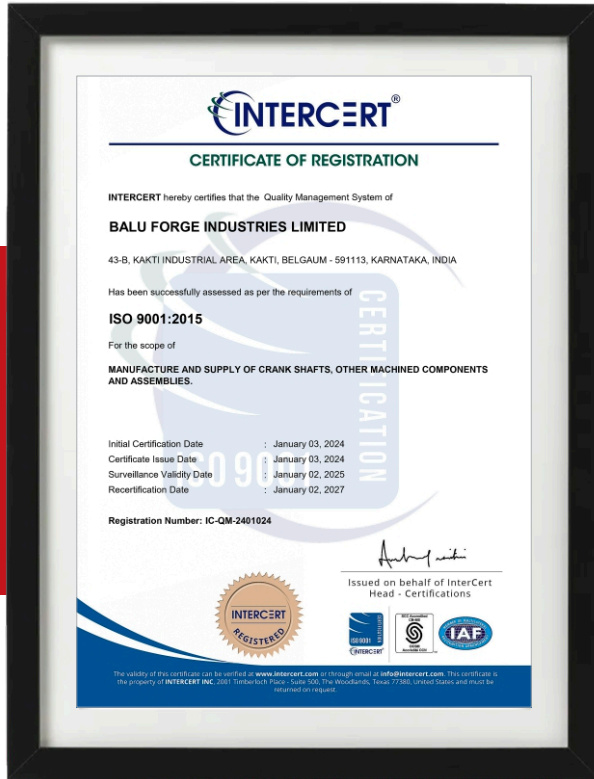 INTERCERT®
CERTIFICATE OF REGISTRATION
INTERCERT hereby certifies that the Quality Management System of
BALU FORGE INDUSTRIES LIMITED
43-B, KAKTI INDUSTRIAL AREA, KAKTI, BELGAUM - 591113, KARNATAKA, INDIA
Has been successfully assessed as per the requirements of
ISO 9001:2015
For the scope of
MANUFACTURE AND SUPPLY OF CRANK SHAFTS, OTHER MACHINED COMPONENTS
AND ASSEMBLIES.
CERTIFICATION
ISO 9001
Initial Certification Date : January 03, 2024
Certificate Issue Date : January 03, 2024
Surveillance Validity Date : January 02, 2025
Recertification Date : January 02, 2027
Registration Number: IC-QM-2401024
Issued on behalf of InterCert
Head - Certifications
INTERCERT
REGISTERED
ISO 9001
CERTIFICATION
INTERCERT
IAF
The validity of this certificate can be verified at www.intercert.com or through email at info@intercert.com. This certificate is
the property of INTERCERT INC, 2001 Timberloch Place - Suite 500, The Woodlands, Texas 77380, United States and must be
returned on request.